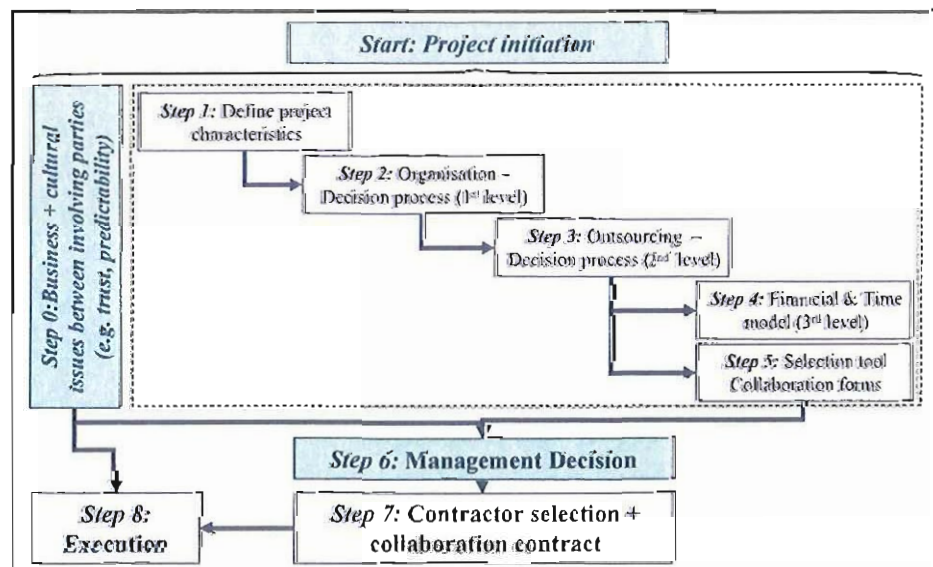 Start: Project initiation
Step 0:Business + cultural
issues between involving parties
(e.g. trust, predictability)
Step 1: Define project
characteristics
Step 2: Organisation –
Decision process (1st level)
Step 3: Outsourcing –
Decision process (2nd level)
Step 4: Financial & Time
model (3rd level)
Step 5: Selection tool
Collaboration forms
Step 6: Management Decision
Step 7: Contractor selection +
collaboration contract
Step 8:
Execution